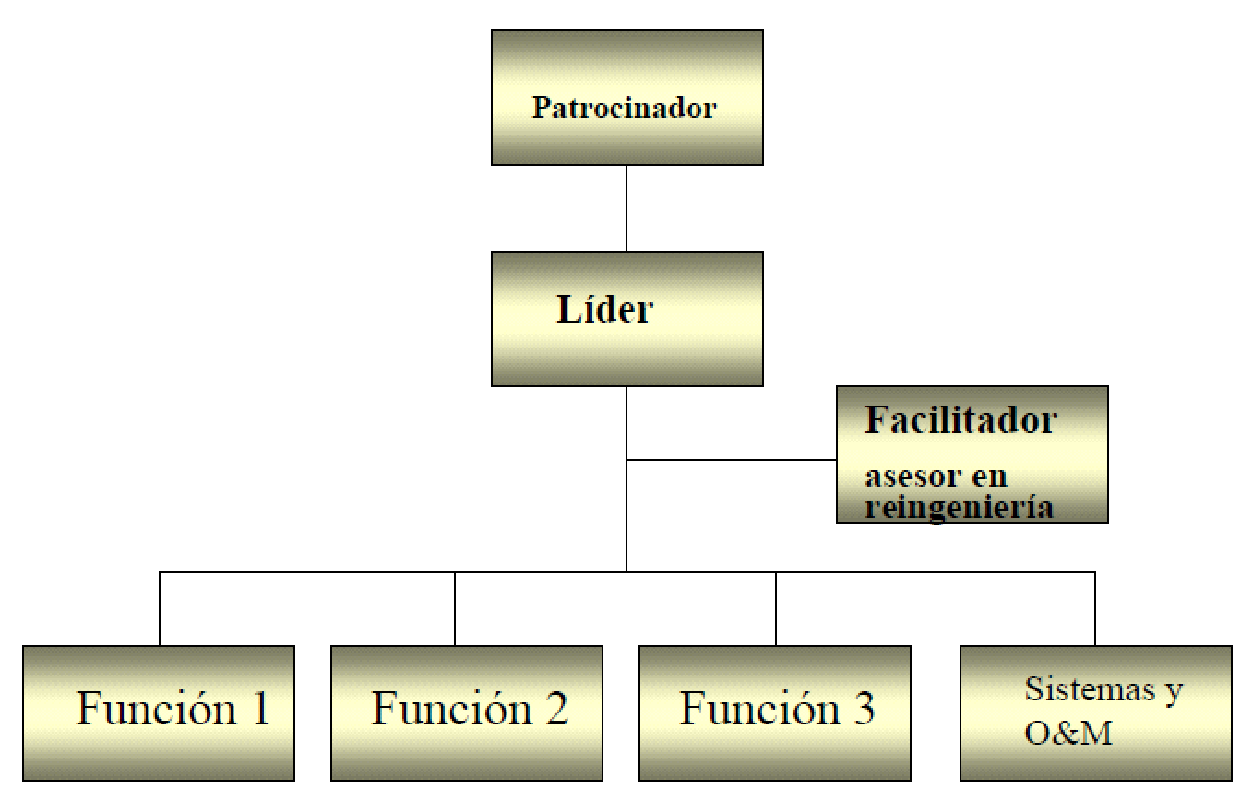 Patrocinador
Líder
Facilitador
asesor en
reingeniería
Función 1
Función 2
Función 3
Sistemas y
O&M